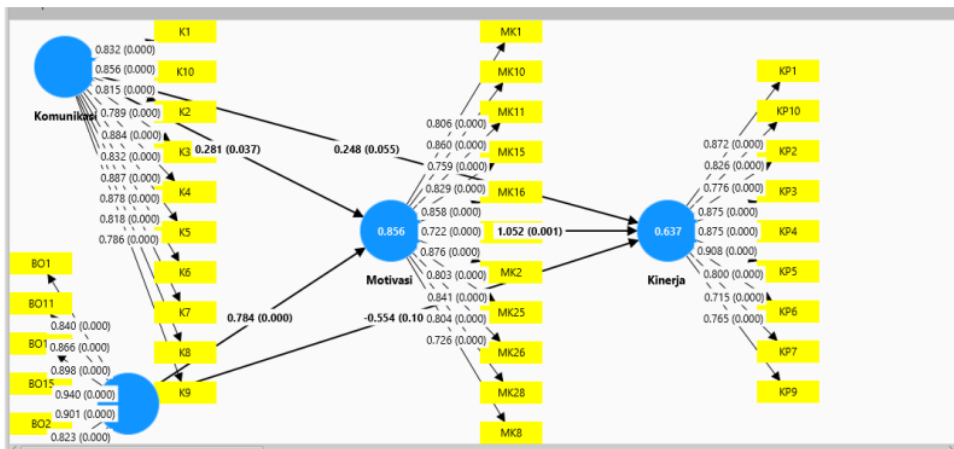 K1
K10
K2
K3
K4
K5
K6
K7
K8
K9
0.832 (0.000)
0.856 (0.000)
0.815 (0.000)
0.789 (0.000)
0.884 (0.000)
0.832 (0.000)
0.887 (0.000)
0.878 (0.000)
0.818 (0.000)
0.786 (0.000)
Komunikasi
0.281 (0.037)
0.248 (0.055)
BO1
BO11
BO1
BO15
BO2
0.840 (0.000)
0.866 (0.000)
0.898 (0.000)
0.940 (0.000)
0.901 (0.000)
0.823 (0.000)
0.784 (0.000)
-0.554 (0.10
MK1
MK10
MK11
MK15
MK16
MK2
MK25
MK26
MK28
MK8
0.806 (0.000)
0.860 (0.000)
0.759 (0.000)
0.829 (0.000)
0.858 (0.000)
0.722 (0.000)
0.876 (0.000)
0.803 (0.000)
0.841 (0.000)
0.804 (0.000)
0.726 (0.000)
0.856
Motivasi
1.052 (0.001)
0.637
Kinerja
0.872 (0.000)
0.826 (0.000)
0.776 (0.000)
0.875 (0.000)
0.875 (0.000)
0.908 (0.000)
0.800 (0.000)
0.715 (0.000)
0.765 (0.000)
KP1
KP10
KP2
KP3
KP4
KP5
KP6
KP7
KP9